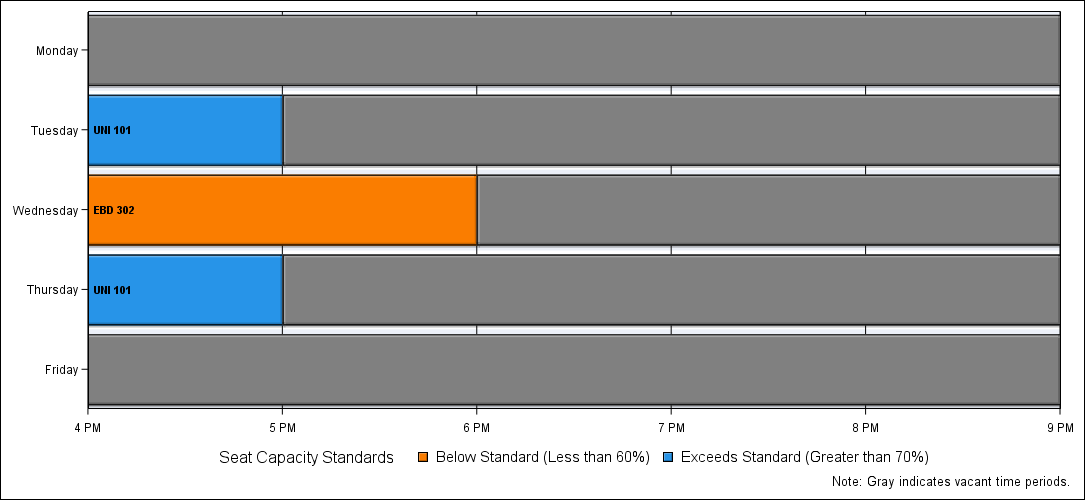 Monday
Tuesday
UNI 101
Wednesday
EBD 302
Thursday
UNI 101
Friday
4 PM 5 PM 6 PM 7 PM 8 PM 9 PM
Seat Capacity Standards Below Standard (Less than 60%) Exceeds Standard (Greater than 70%)
Note: Gray indicates vacant time periods.